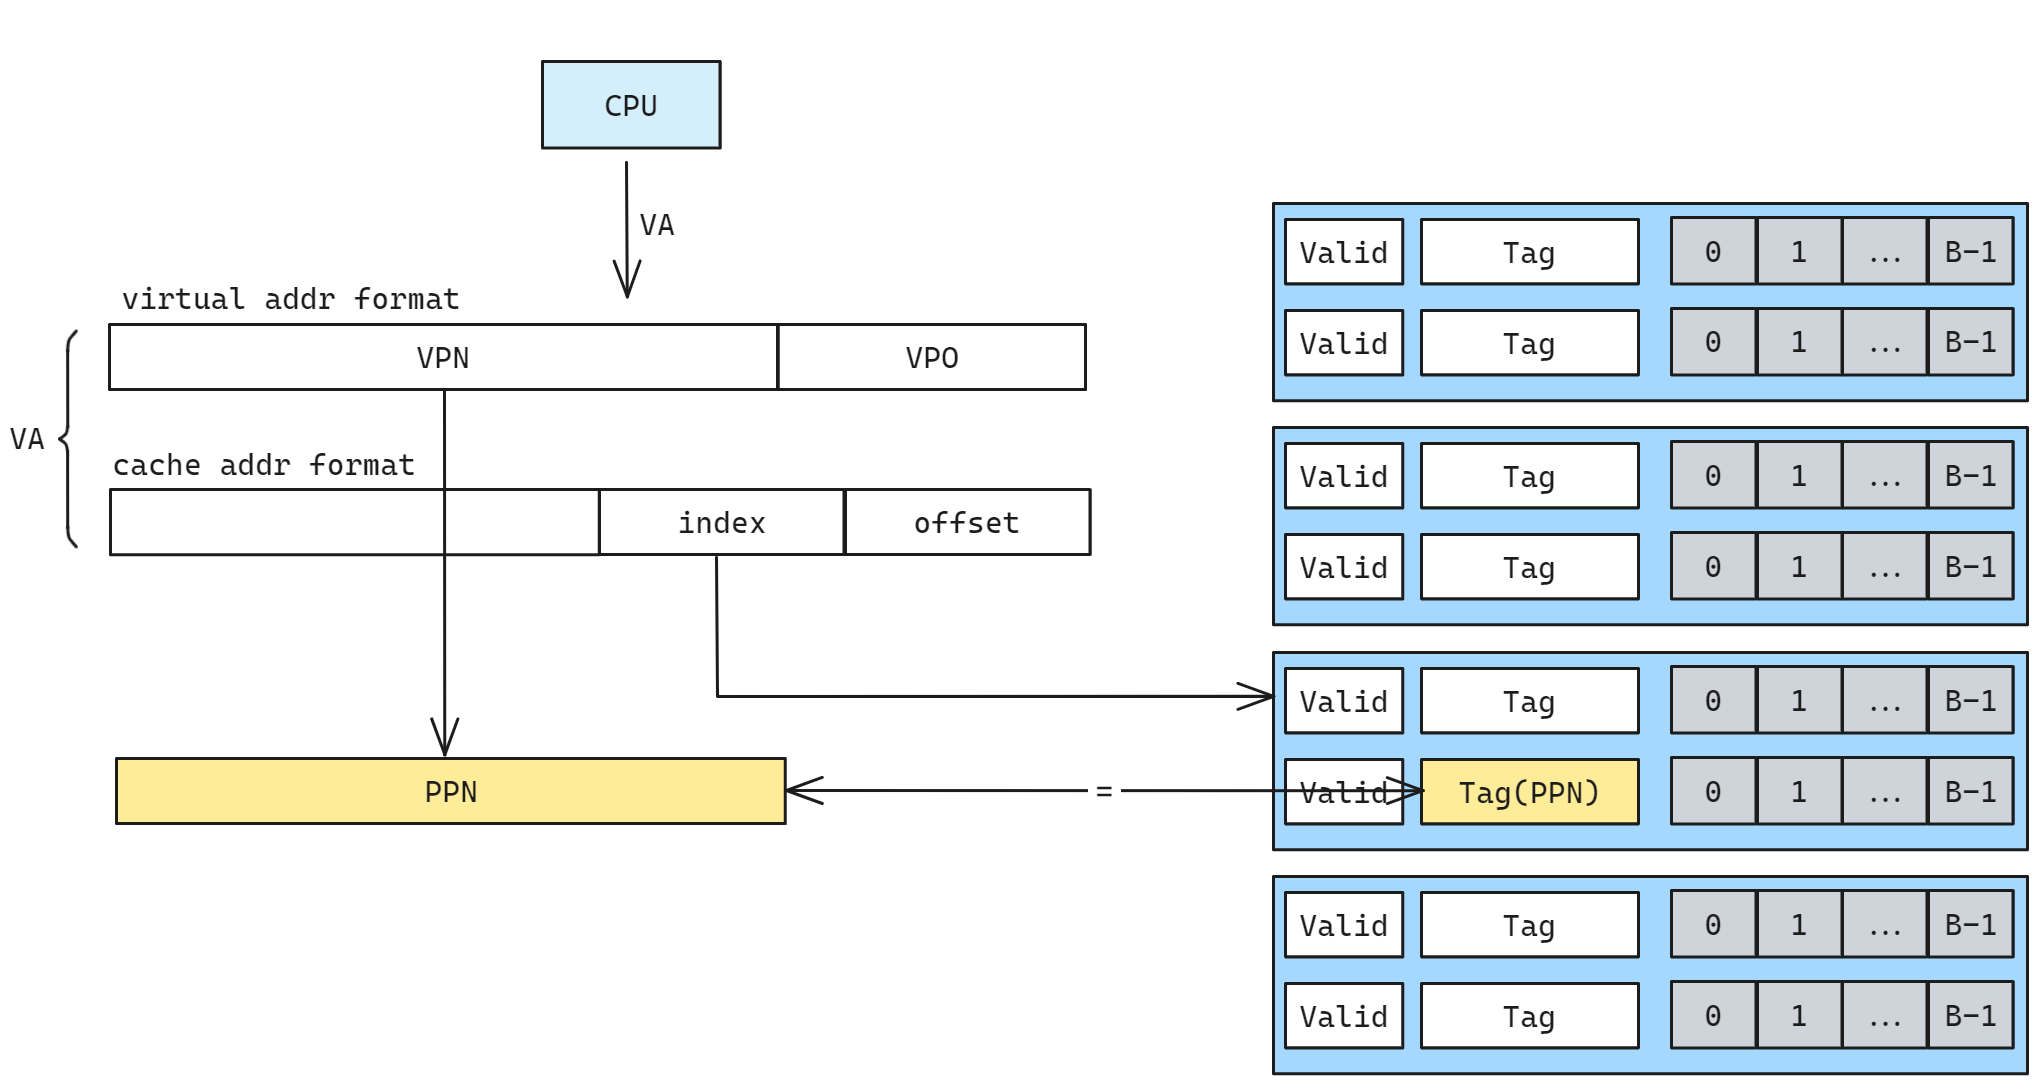 CPU
VA
virtual addr format
VPN VPO
VA
cache addr format
index offset
PPN
=
Valid Tag 0 1 ... B-1
Valid Tag 0 1 ... B-1
Valid Tag 0 1 ... B-1
Valid Tag 0 1 ... B-1
Valid Tag 0 1 ... B-1
Valid Tag(PPN) 0 1 ... B-1
Valid Tag 0 1 ... B-1
Valid Tag 0 1 ... B-1